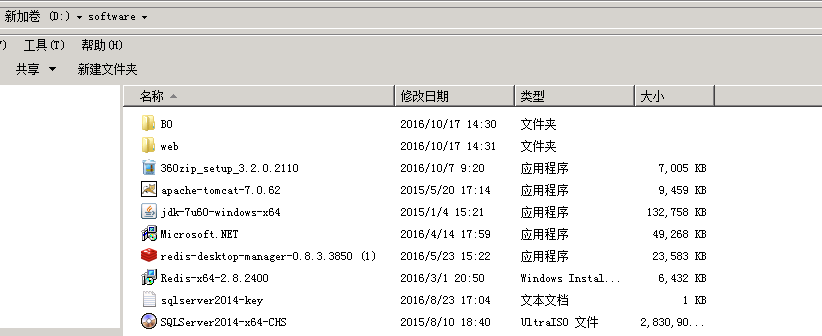 新加卷 (D:) software
) 工具(T) 帮助(H)
共享 新建文件夹
名称 修改日期 类型 大小
BO 2016/10/17 14:30 文件夹
web 2016/10/17 14:31 文件夹
360zip_setup_3.2.0.2110 2016/10/7 9:20 应用程序 7,005 KB
apache-tomcat-7.0.62 2015/5/20 17:14 应用程序 9,459 KB
jdk-7u60-windows-x64 2015/1/4 15:21 应用程序 132,758 KB
Microsoft.NET 2016/4/14 17:59 应用程序 49,268 KB
redis-desktop-manager-0.8.3.3850 (1) 2016/5/23 15:22 应用程序 23,583 KB
Redis-x64-2.8.2400 2016/3/1 20:50 Windows Instal... 6,432 KB
sqlserver2014-key 2016/8/23 17:04 文本文档 1 KB
SQLServer2014-x64-CHS 2015/8/10 18:40 UltraISO 文件 2,830,90...